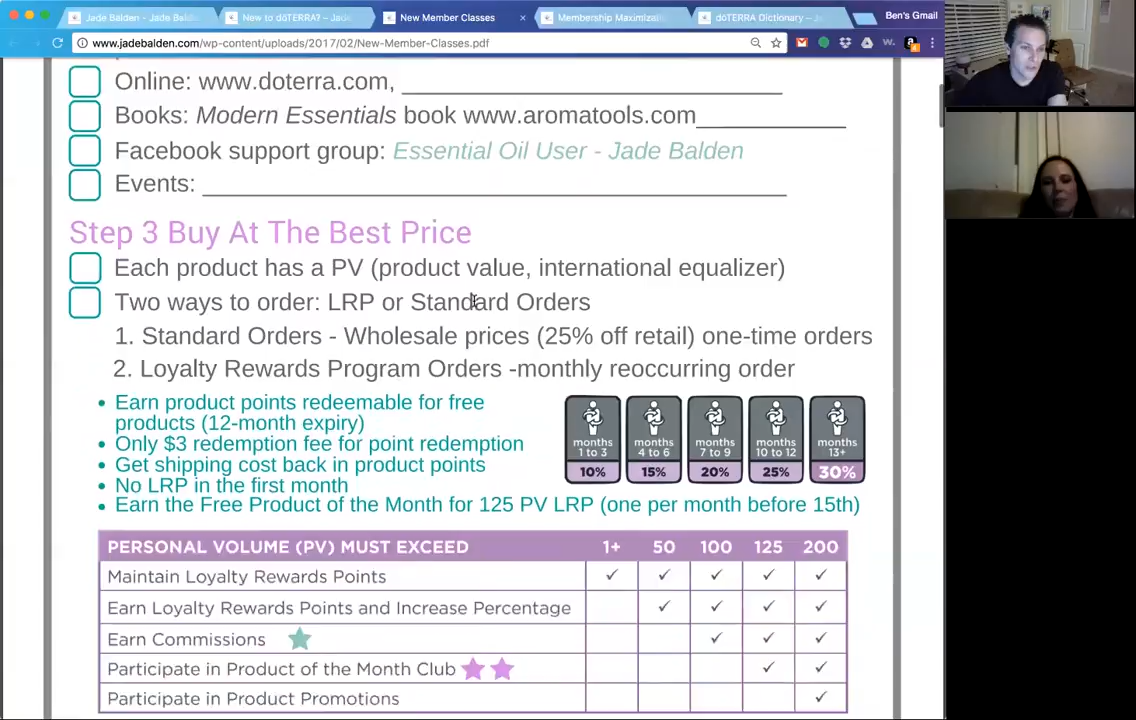 Jade Balden - Jade Bald
New to dōTERRA? – Jade
New Member Classes
Membership Maximizati
dōTERRA Dictionary – Ja
Ben's Gmail
www.jadebalden.com/wp-content/uploads/2017/02/New-Member-Classes.pdf
Online: www.doterra.com, ____________________________
Books: Modern Essentials book www.aromatools.com___________
Facebook support group: Essential Oil User - Jade Balden
Events: ___________________________________________
Step 3 Buy At The Best Price
Each product has a PV (product value, international equalizer)
Two ways to order: LRP or Standard Orders
1. Standard Orders - Wholesale prices (25% off retail) one-time orders
2. Loyalty Rewards Program Orders -monthly reoccurring order
• Earn product points redeemable for free
products (12-month expiry)
• Only $3 redemption fee for point redemption
• Get shipping cost back in product points
• No LRP in the first month
• Earn the Free Product of the Month for 125 PV LRP (one per month before 15th)
months 1 to 3 10%
months 4 to 6 15%
months 7 to 9 20%
months 10 to 12 25%
months 13+ 30%
PERSONAL VOLUME (PV) MUST EXCEED 1+ 50 100 125 200
Maintain Loyalty Rewards Points ✓ ✓ ✓ ✓ ✓
Earn Loyalty Rewards Points and Increase Percentage ✓ ✓ ✓ ✓
Earn Commissions ✓ ✓ ✓
Participate in Product of the Month Club ✓ ✓
Participate in Product Promotions ✓